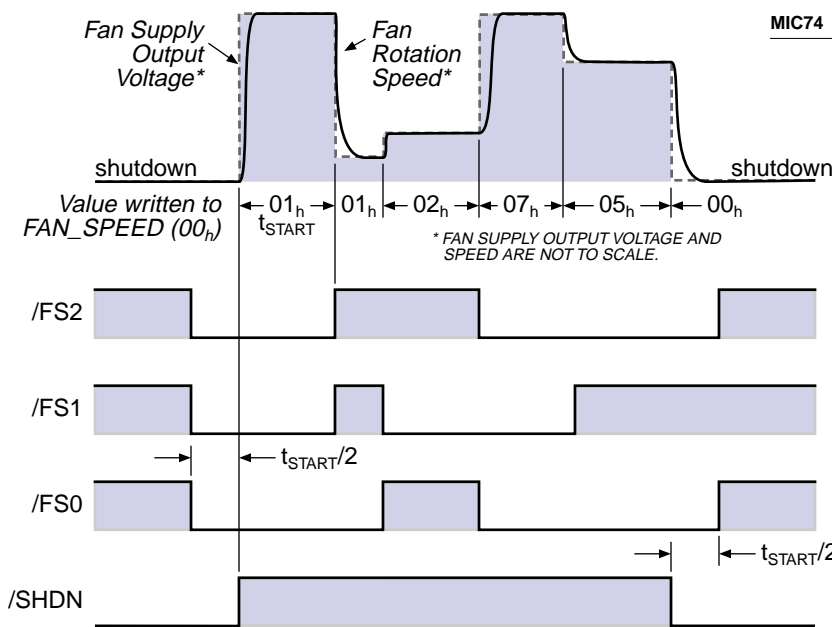 Fan Supply
Output
Voltage*
Fan
Rotation
Speed*
MIC74
shutdown
shutdown
Value written to
FAN_SPEED (00h)
01h
tSTART
01h
02h
07h
05h
00h
* FAN SUPPLY OUTPUT VOLTAGE AND
SPEED ARE NOT TO SCALE.
/FS2
/FS1
tSTART/2
/FS0
tSTART/2
/SHDN